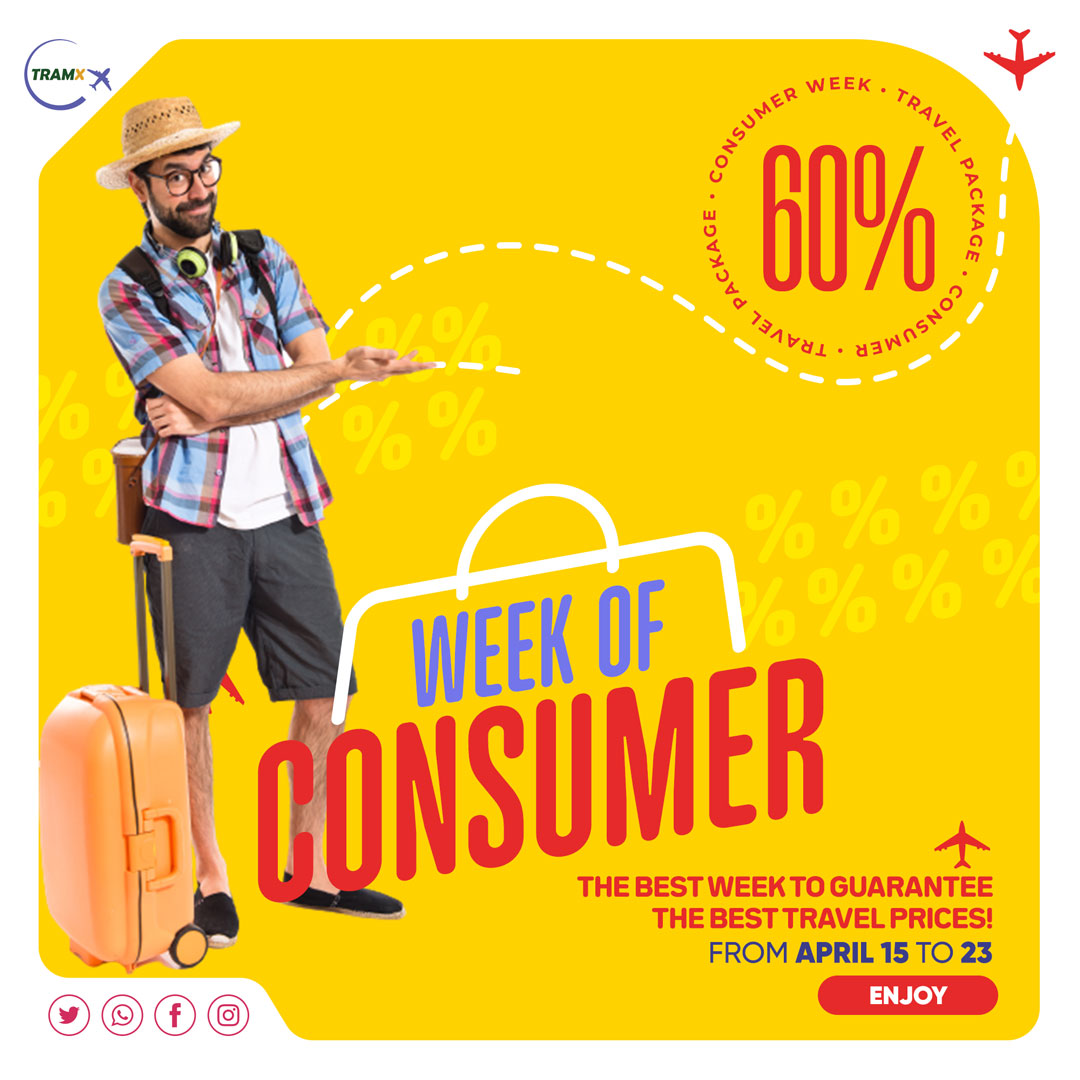 TRAMX
60%
CONSUMER WEEK • TRAVEL PACKAGE • CONSUMER • TRAVEL PACKAGE •
% %
% %
% %
% %
% %
% %
% % % %
% % % %
WEEK OF
CONSUMER
THE BEST WEEK TO GUARANTEE
THE BEST TRAVEL PRICES!
FROM APRIL 15 TO 23
ENJOY